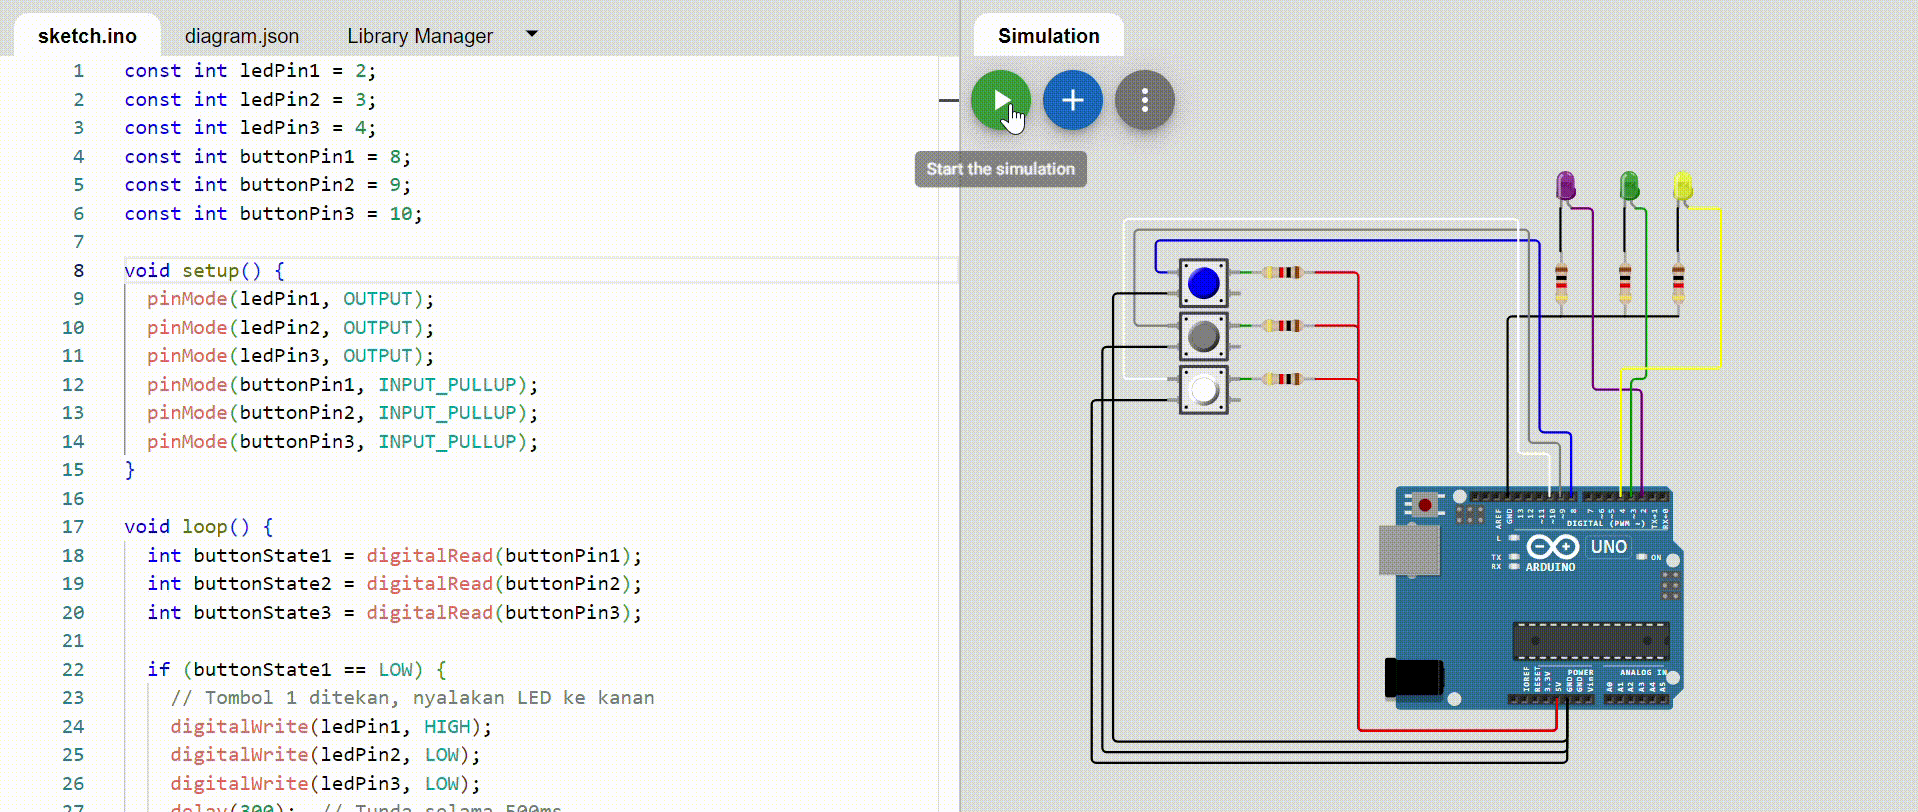 sketch.ino diagram.json Library Manager
1 const int ledPin1 = 2;
2 const int ledPin2 = 3;
3 const int ledPin3 = 4;
4 const int buttonPin1 = 8;
5 const int buttonPin2 = 9;
6 const int buttonPin3 = 10;
7
8 void setup() {
9 pinMode(ledPin1, OUTPUT);
10 pinMode(ledPin2, OUTPUT);
11 pinMode(ledPin3, OUTPUT);
12 pinMode(buttonPin1, INPUT_PULLUP);
13 pinMode(buttonPin2, INPUT_PULLUP);
14 pinMode(buttonPin3, INPUT_PULLUP);
15 }
16
17 void loop() {
18 int buttonState1 = digitalRead(buttonPin1);
19 int buttonState2 = digitalRead(buttonPin2);
20 int buttonState3 = digitalRead(buttonPin3);
21
22 if (buttonState1 == LOW) {
23 // Tombol 1 ditekan, nyalakan LED ke kanan
24 digitalWrite(ledPin1, HIGH);
25 digitalWrite(ledPin2, LOW);
26 digitalWrite(ledPin3, LOW);
27 delay(300); // Tunda selama 500ms
Simulation
Start the simulation
AREF GND 13 12 ~11 ~10 ~9 8 7 ~6 ~5 4 ~3 2 TX→1 RX←0
DIGITAL (PWM ~)
L
TX
RX
UNO
ON
ARDUINO
POWER
ANALOG IN
IOREF RESET 3.3V 5V GND GND Vin A0 A1 A2 A3 A4 A5